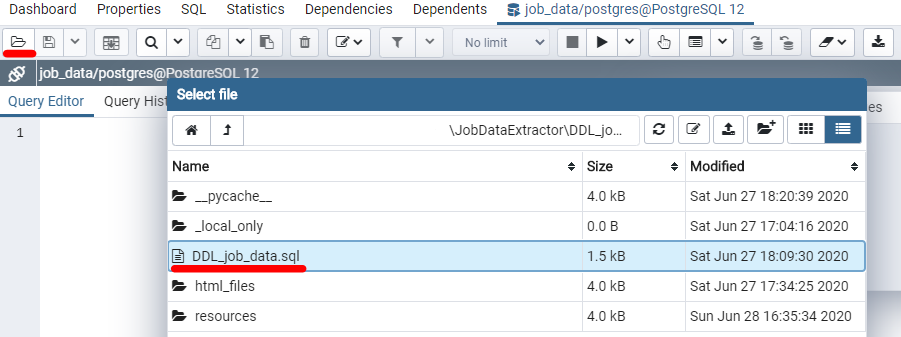 Dashboard Properties SQL Statistics Dependencies Dependents job_data/postgres@PostgreSQL 12
No limit
job_data/postgres@PostgreSQL 12
Query Editor Query Hist
Select file
1
\JobDataExtractor\DDL_jo...
Name Size Modified
__pycache__ 4.0 kB Sat Jun 27 18:20:39 2020
_local_only 0.0 B Sat Jun 27 17:04:16 2020
DDL_job_data.sql 1.5 kB Sat Jun 27 18:09:30 2020
html_files 4.0 kB Sat Jun 27 17:34:25 2020
resources 4.0 kB Sun Jun 28 16:35:34 2020